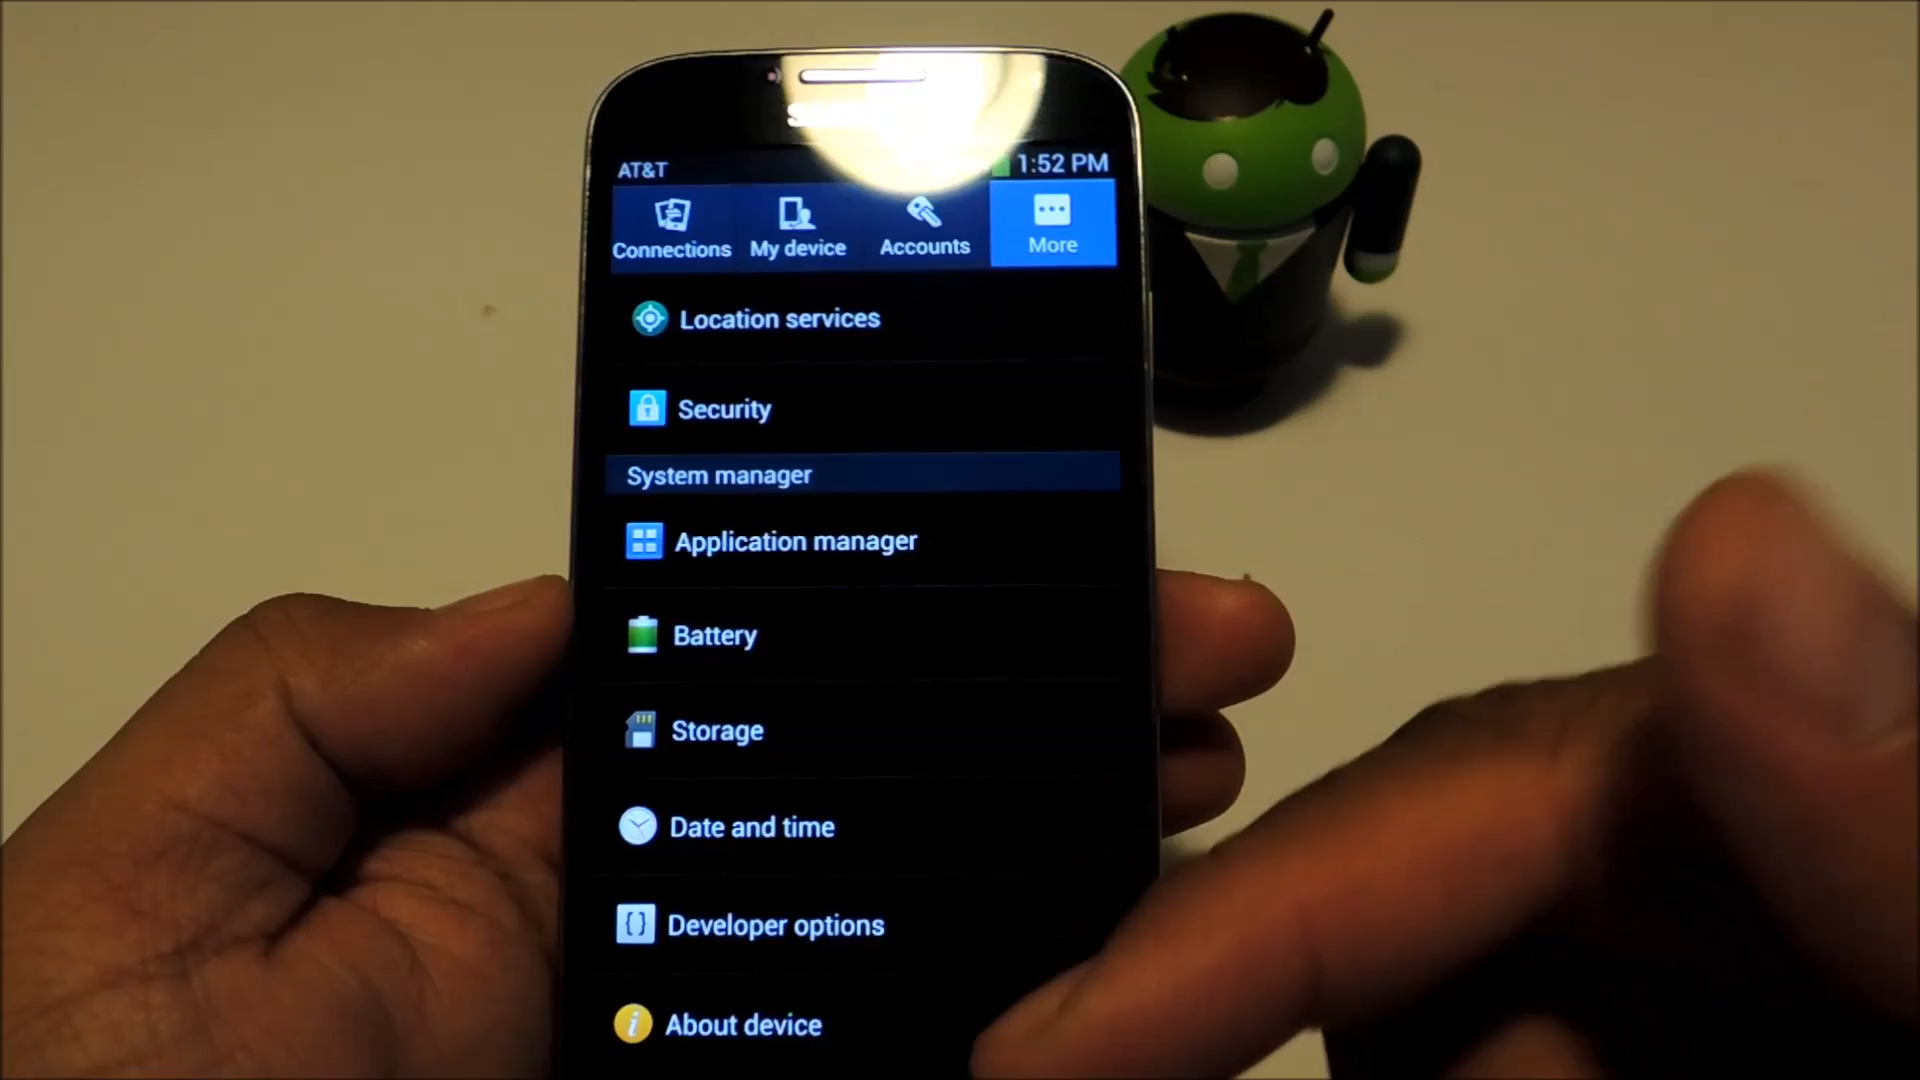 AT&T 1:52 PM
Connections My device Accounts More
Location services
Security
System manager
Application manager
Battery
Storage
Date and time
Developer options
About device